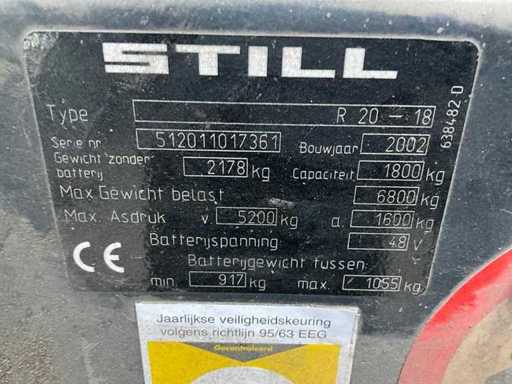 STILL
Type R 20-18
Serie nr 512011017361 Bouwjaar 2002
Gewicht zonder batterij 2178 kg Capaciteit 1800 kg
Max Gewicht belast 6800 kg
Max. Asdruk v. 5200 kg a. 1600 kg
Batterijspanning 48 V
Batterijgewicht tussen:
CE min 917 kg max. 1055 kg
638482 D
Jaarlijkse veiligheidskeuring
volgens richtlijn 95/63 EEG
Gecontroleerd